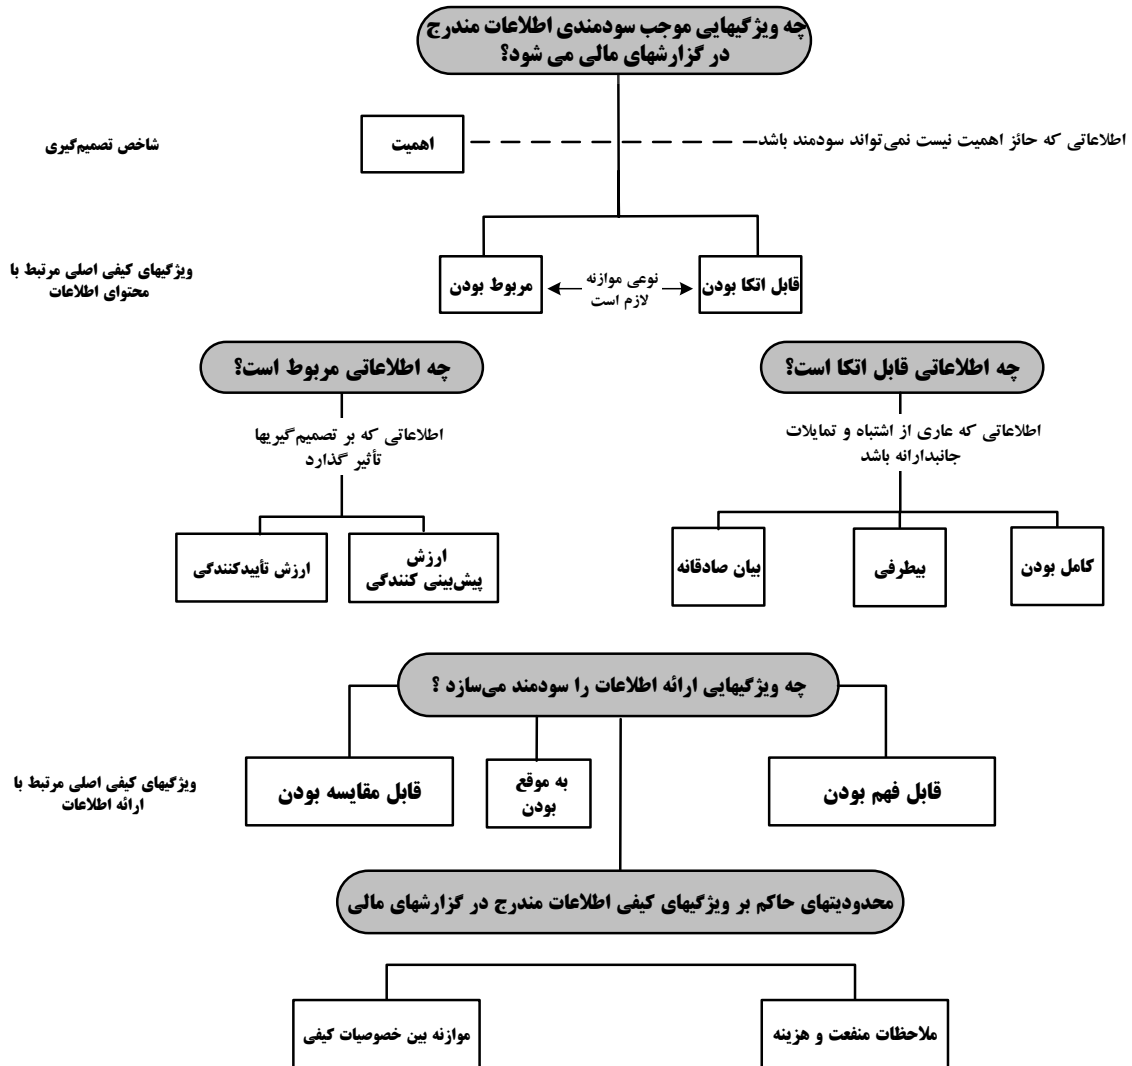 چه ویژگیهایی موجب سودمندی اطلاعات مندرج
در گزارشهای مالی می شود؟
اطلاعاتی که حائز اهمیت نیست نمی‌تواند سودمند باشد
اهمیت
شاخص تصمیم‌گیری
قابل اتکا بودن
نوعی موازنه
لازم است
مربوط بودن
ویژگیهای کیفی اصلی مرتبط با
محتوای اطلاعات
چه اطلاعاتی قابل اتکا است؟
چه اطلاعاتی مربوط است؟
اطلاعاتی که عاری از اشتباه و تمایلات
جانبدارانه باشد
اطلاعاتی که بر تصمیم‌گیریها
تأثیر گذارد
کامل بودن
بیطرفی
بیان صادقانه
ارزش
پیش‌بینی کنندگی
ارزش تأییدکنندگی
چه ویژگیهایی ارائه اطلاعات را سودمند می‌سازد ؟
قابل فهم بودن
به موقع
بودن
قابل مقایسه بودن
ویژگیهای کیفی اصلی مرتبط با
ارائه اطلاعات
محدودیتهای حاکم بر ویژگیهای کیفی اطلاعات مندرج در گزارشهای مالی
ملاحظات منفعت و هزینه
موازنه بین خصوصیات کیفی